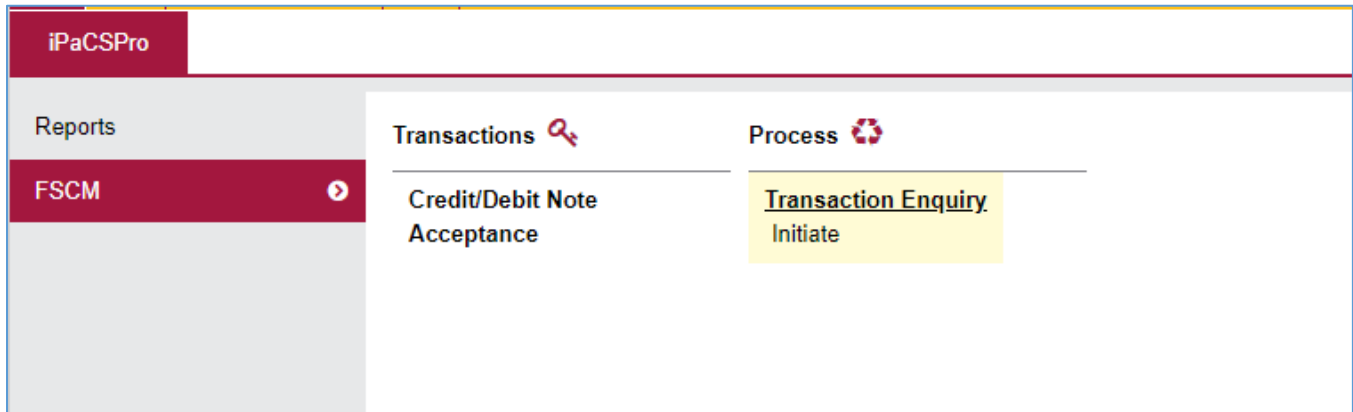 iPaCSPro
Reports
FSCM
Transactions
Credit/Debit Note
Acceptance
Process
Transaction Enquiry
Initiate